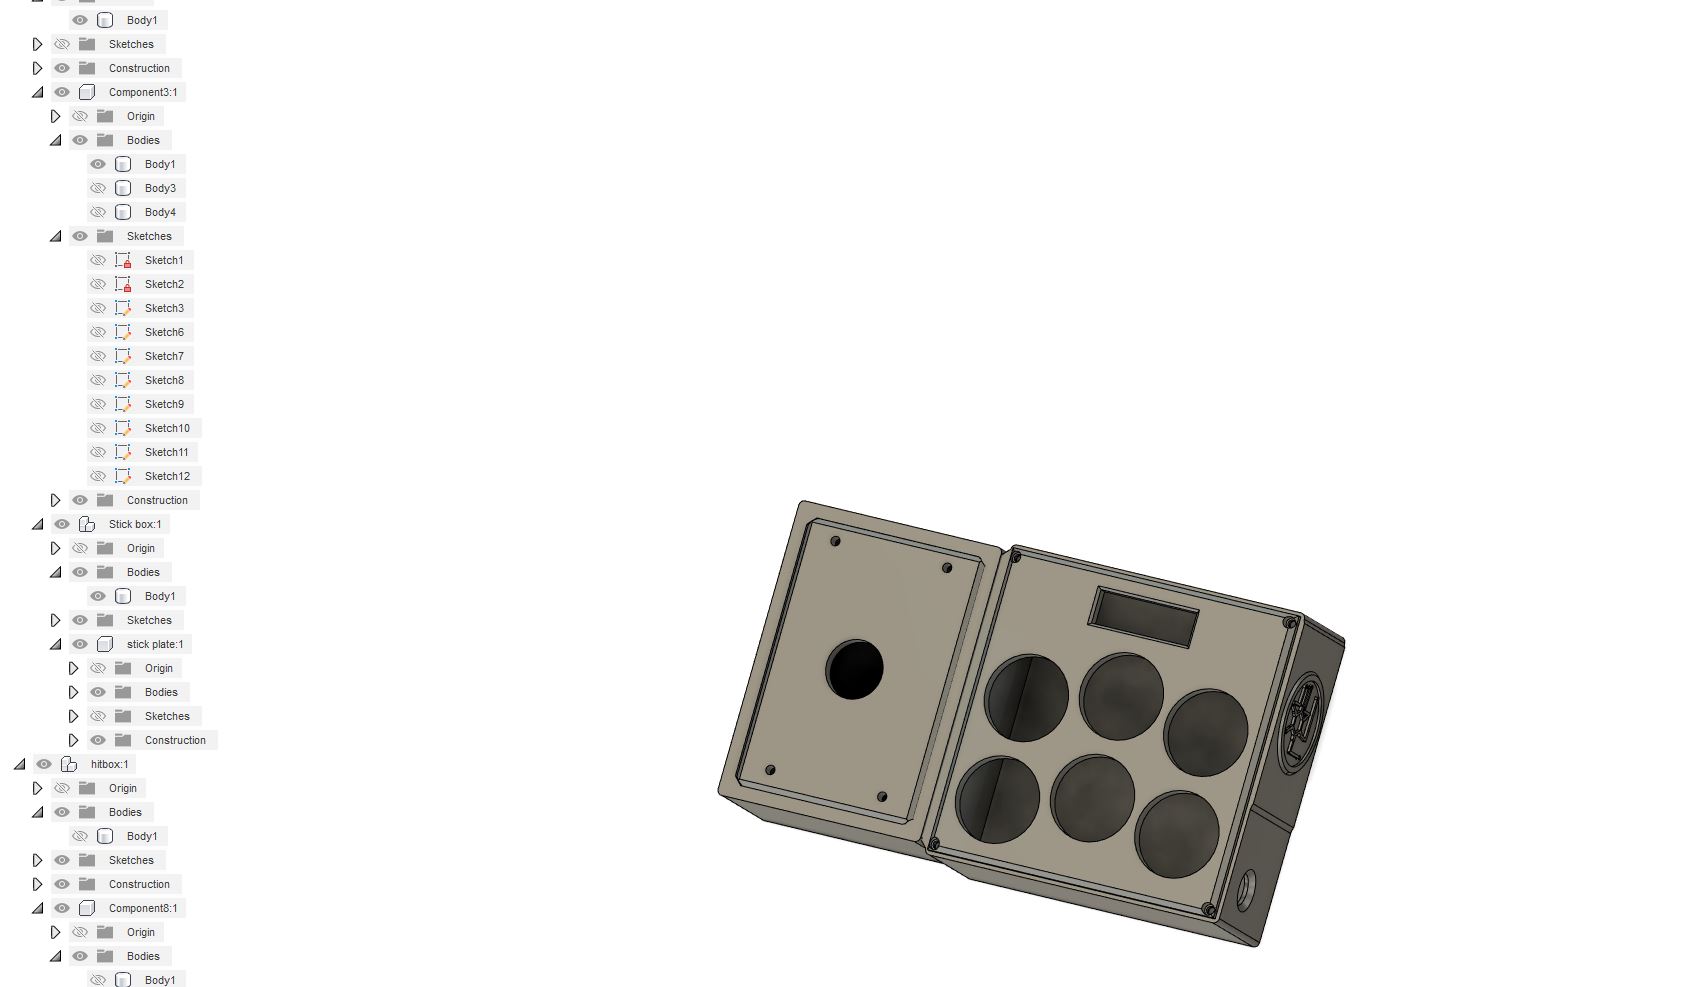 Body1
Sketches
Construction
Component3:1
Origin
Bodies
Body1
Body3
Body4
Sketches
Sketch1
Sketch2
Sketch3
Sketch6
Sketch7
Sketch8
Sketch9
Sketch10
Sketch11
Sketch12
Construction
Stick box:1
Origin
Bodies
Body1
Sketches
stick plate:1
Origin
Bodies
Sketches
Construction
hitbox:1
Origin
Bodies
Body1
Sketches
Construction
Component8:1
Origin
Bodies
Body1